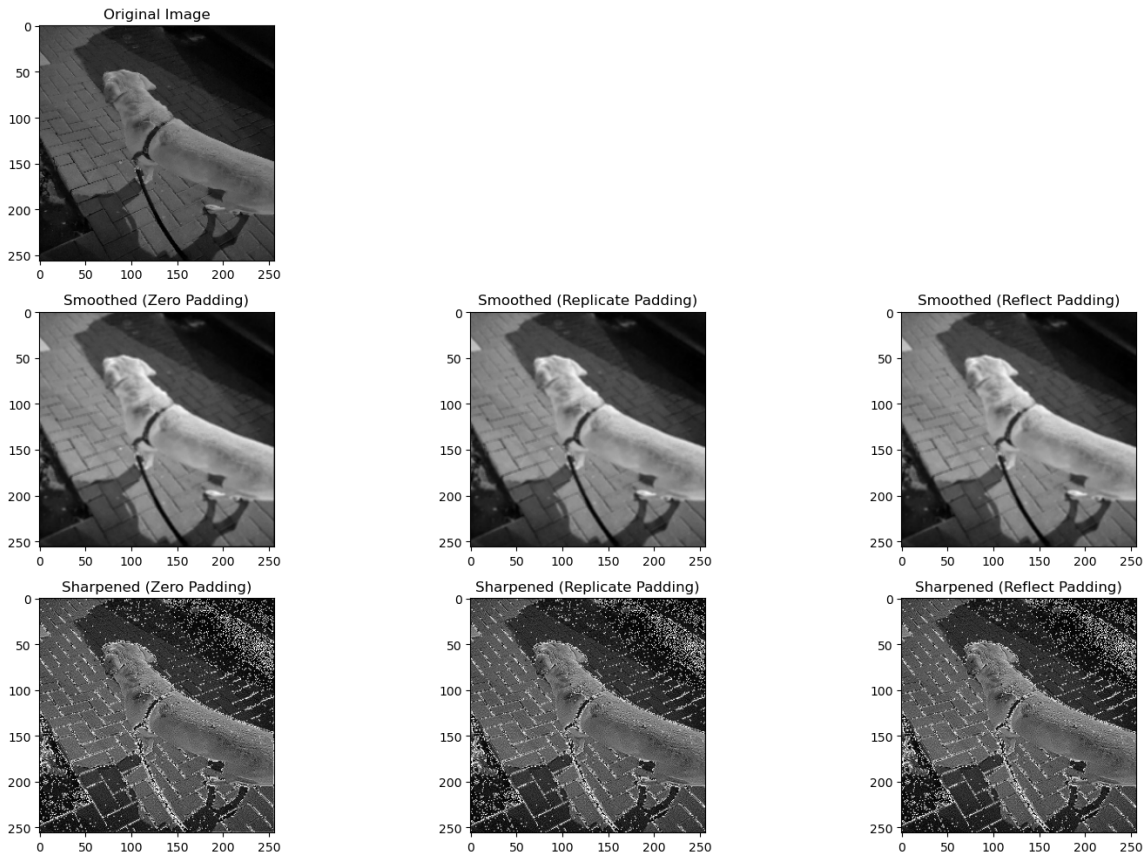 Original Image
0
50
100
150
200
250
0 50 100 150 200 250
Smoothed (Zero Padding) Smoothed (Replicate Padding) Smoothed (Reflect Padding)
0 0 0
50 50 50
100 100 100
150 150 150
200 200 200
250 250 250
0 50 100 150 200 250 0 50 100 150 200 250 0 50 100 150 200 250
Sharpened (Zero Padding) Sharpened (Replicate Padding) Sharpened (Reflect Padding)
0 0 0
50 50 50
100 100 100
150 150 150
200 200 200
250 250 250
0 50 100 150 200 250 0 50 100 150 200 250 0 50 100 150 200 250